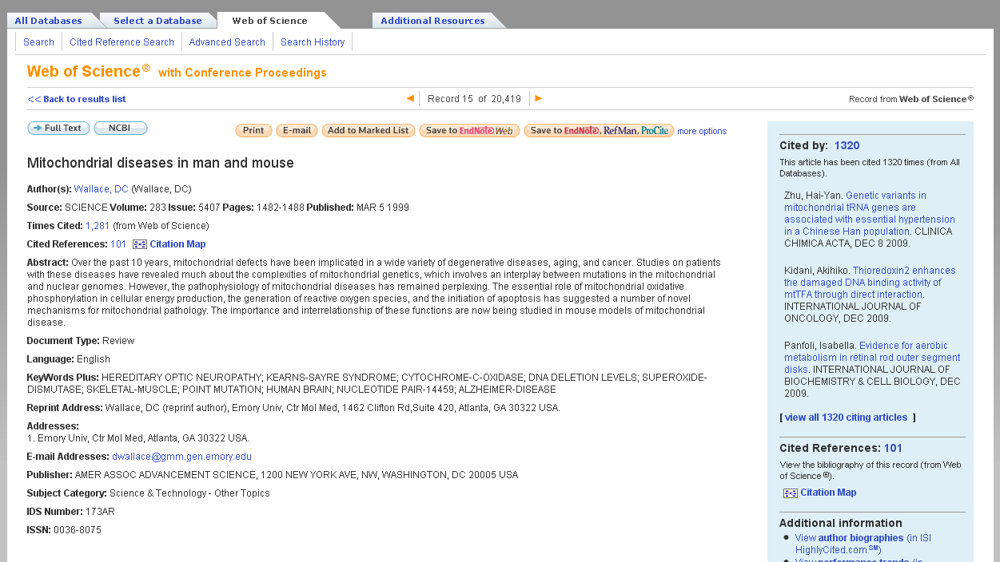 All Databases Select a Database Web of Science Additional Resources
Search Cited Reference Search Advanced Search Search History
Web of Science® with Conference Proceedings
<< Back to results list Record 15 of 20,419 Record from Web of Science®
Full Text NCBI Print E-mail Add to Marked List Save to EndNote Web Save to EndNote, RefMan, ProCite more options
Mitochondrial diseases in man and mouse
Author(s): Wallace, DC (Wallace, DC)
Source: SCIENCE Volume: 283 Issue: 5407 Pages: 1482-1488 Published: MAR 5 1999
Times Cited: 1,281 (from Web of Science)
Cited References: 101 Citation Map
Abstract: Over the past 10 years, mitochondrial defects have been implicated in a wide variety of degenerative diseases, aging, and cancer. Studies on patients
with these diseases have revealed much about the complexities of mitochondrial genetics, which involves an interplay between mutations in the mitochondrial
and nuclear genomes. However, the pathophysiology of mitochondrial diseases has remained perplexing. The essential role of mitochondrial oxidative
phosphorylation in cellular energy production, the generation of reactive oxygen species, and the initiation of apoptosis has suggested a number of novel
mechanisms for mitochondrial pathology. The importance and interrelationship of these functions are now being studied in mouse models of mitochondrial
disease.
Document Type: Review
Language: English
KeyWords Plus: HEREDITARY OPTIC NEUROPATHY; KEARNS-SAYRE SYNDROME; CYTOCHROME-C-OXIDASE; DNA DELETION LEVELS; SUPEROXIDE-
DISMUTASE; SKELETAL-MUSCLE; POINT MUTATION; HUMAN BRAIN; NUCLEOTIDE PAIR-14459; ALZHEIMER-DISEASE
Reprint Address: Wallace, DC (reprint author), Emory Univ, Ctr Mol Med, 1462 Clifton Rd,Suite 420, Atlanta, GA 30322 USA.
Addresses:
1. Emory Univ, Ctr Mol Med, Atlanta, GA 30322 USA.
E-mail Addresses: dwallace@gmm.gen.emory.edu
Publisher: AMER ASSOC ADVANCEMENT SCIENCE, 1200 NEW YORK AVE, NW, WASHINGTON, DC 20005 USA
Subject Category: Science & Technology - Other Topics
IDS Number: 173AR
ISSN: 0036-8075
Cited by: 1320
This article has been cited 1320 times (from All
Databases).
Zhu, Hai-Yan. Genetic variants in
mitochondrial tRNA genes are
associated with essential hypertension
in a Chinese Han population. CLINICA
CHIMICA ACTA, DEC 8 2009.
Kidani, Akihiko. Thioredoxin2 enhances
the damaged DNA binding activity of
mtTFA through direct interaction.
INTERNATIONAL JOURNAL OF
ONCOLOGY, DEC 2009.
Panfoli, Isabella. Evidence for aerobic
metabolism in retinal rod outer segment
disks. INTERNATIONAL JOURNAL OF
BIOCHEMISTRY & CELL BIOLOGY, DEC
2009.
[ view all 1320 citing articles ]
Cited References: 101
View the bibliography of this record (from Web
of Science®).
Citation Map
Additional information
• View author biographies (in ISI
HighlyCited.com℠)
• View performance trends (in